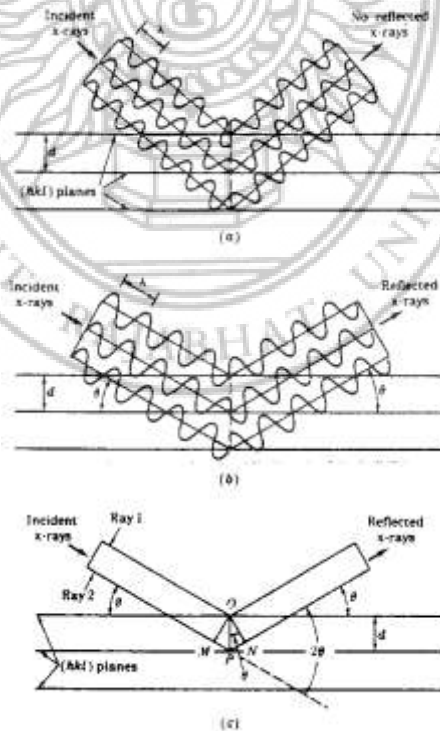 Incident
x-rays
λ
No reflected
x-rays
d
(hkl) planes
(a)
Incident
x-rays
λ
Reflected
x-rays
d
θ
θ
(b)
Incident
x-rays
Ray 1
Reflected
x-rays
Ray 2
θ
O
θ
d
M
P
N
2θ
(hkl) planes
θ
(c)